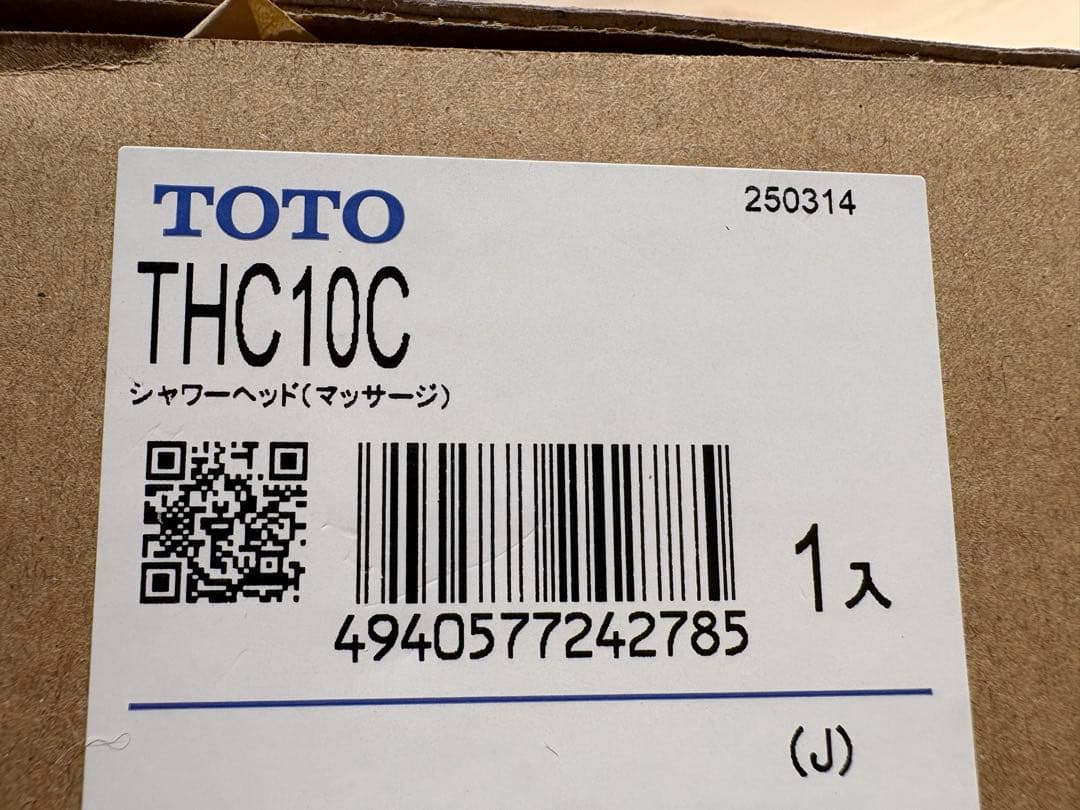 TOTO
250314
THC10C
シャワーヘッド(マッサージ)
1入
4940577242785
(J)